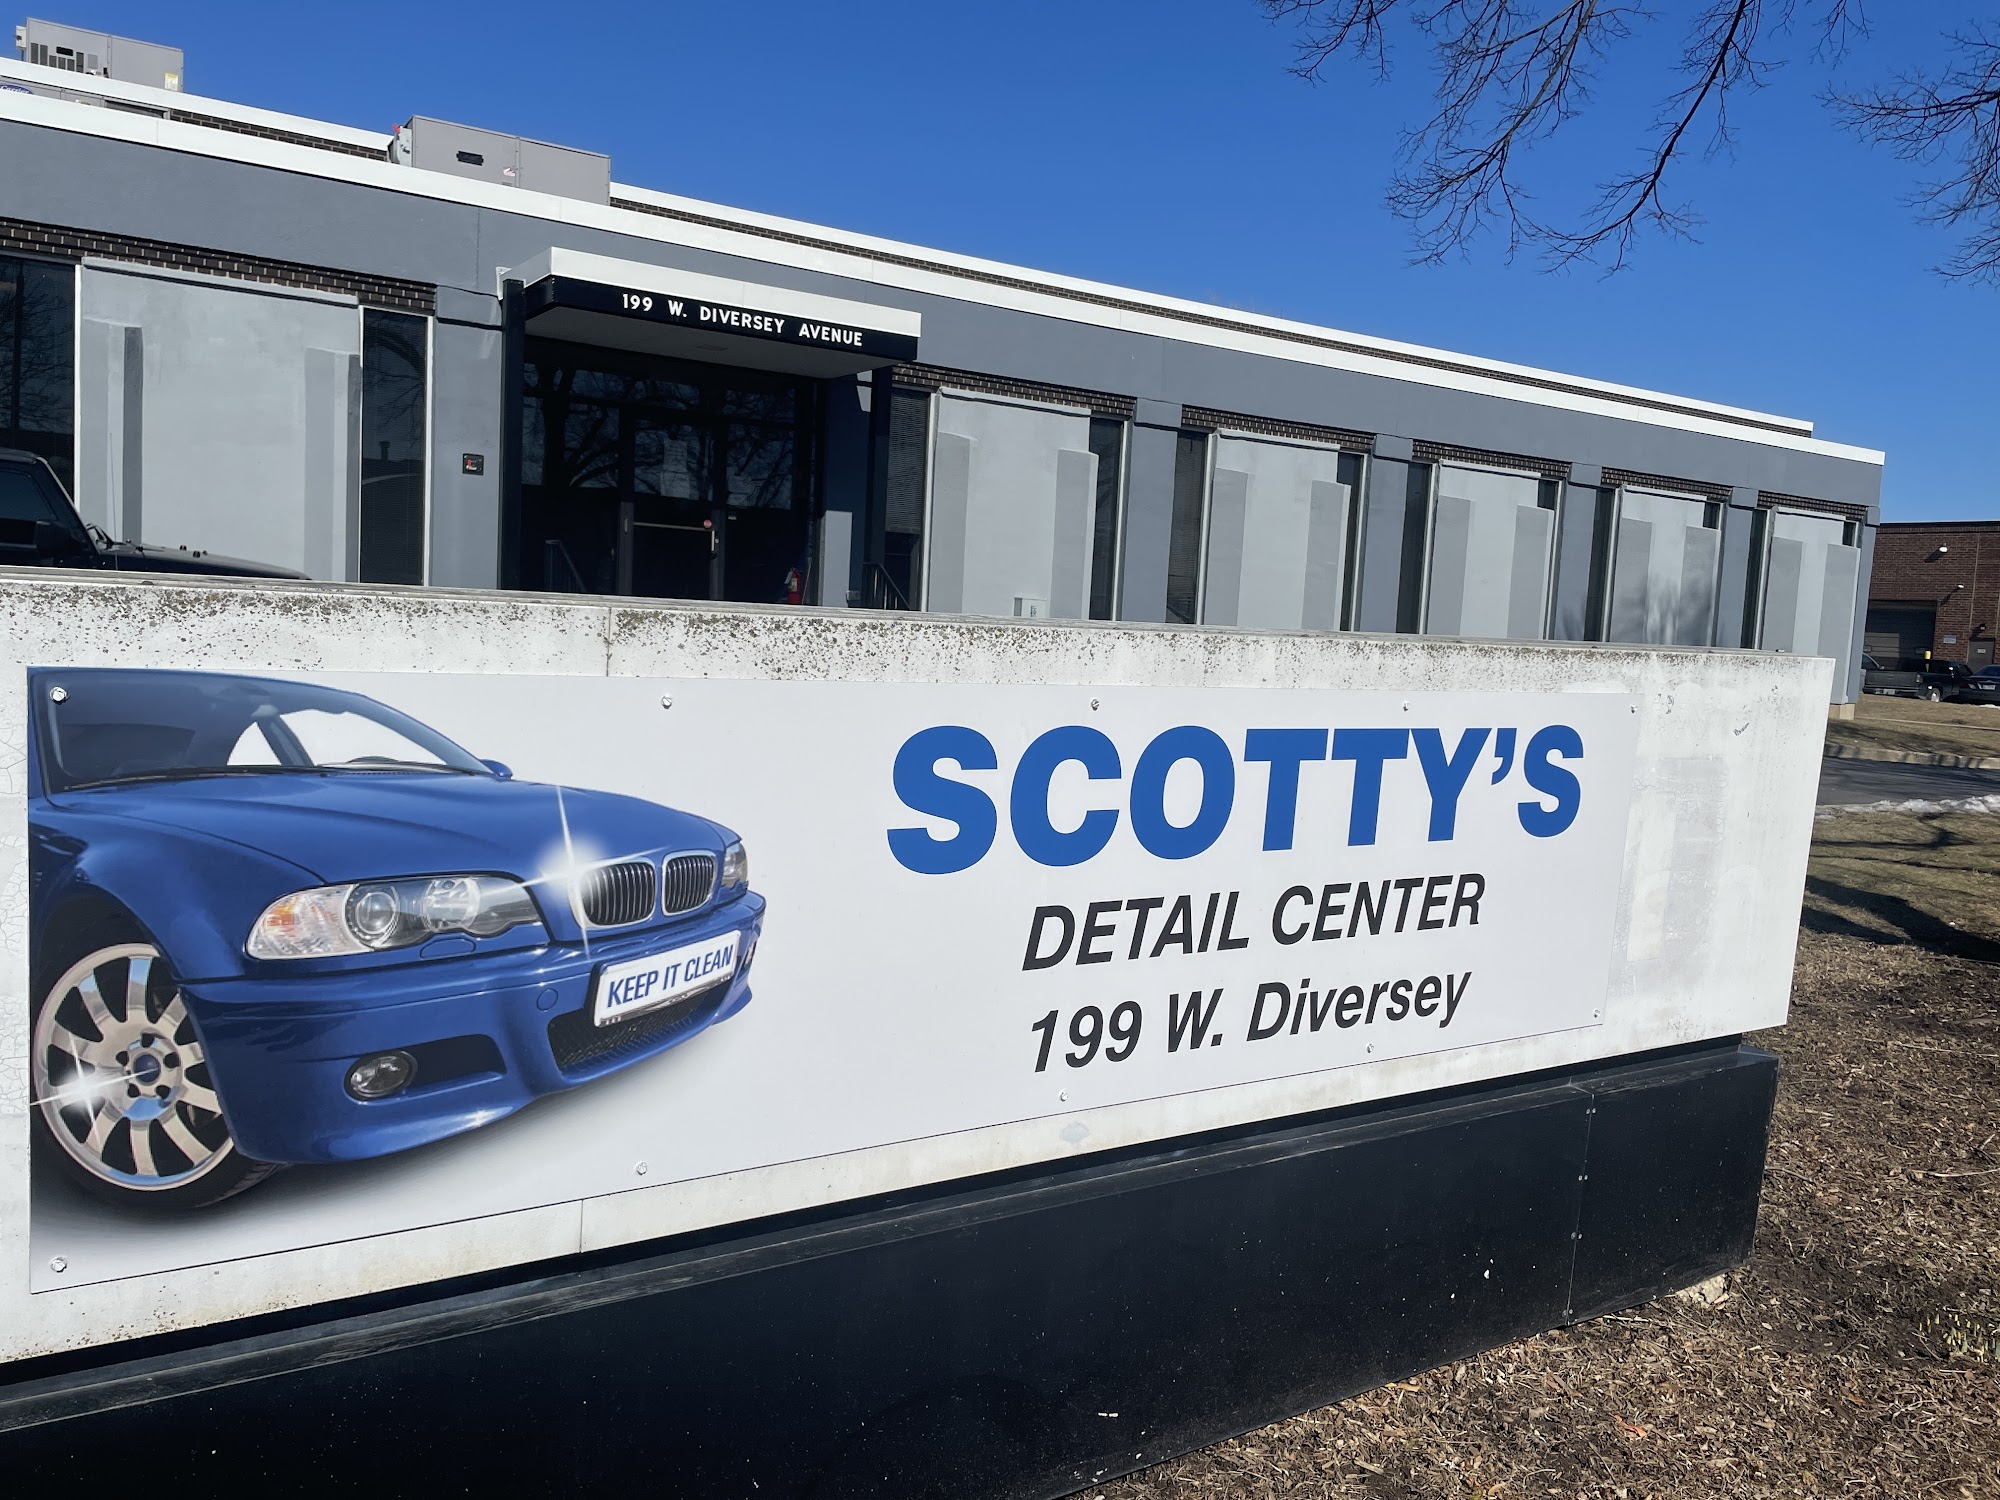 199 W. DIVERSEY AVENUE
SCOTTY'S
DETAIL CENTER
199 W. Diversey
KEEP IT CLEAN